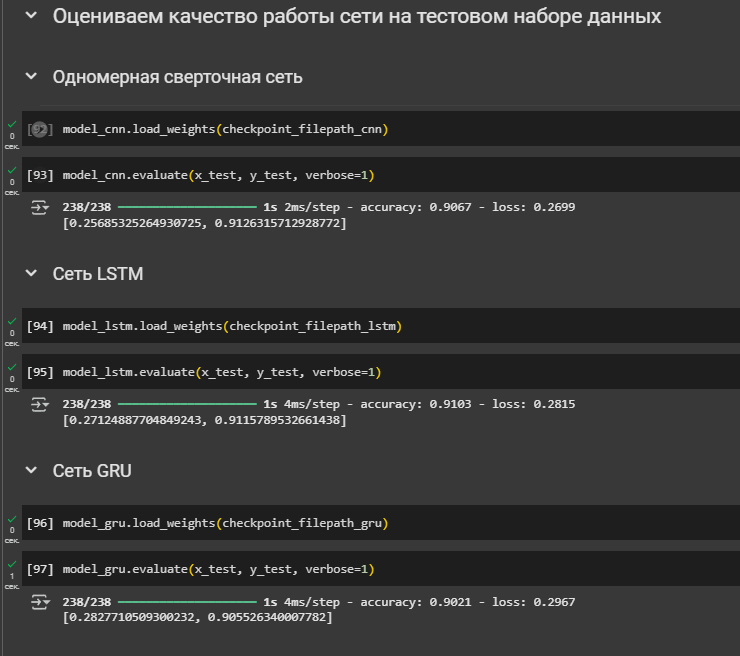 Оцениваем качество работы сети на тестовом наборе данных
Одномерная сверточная сеть
[92] model_cnn.load_weights(checkpoint_filepath_cnn)
0
сек.
[93] model_cnn.evaluate(x_test, y_test, verbose=1)
0
сек.
238/238 1s 2ms/step - accuracy: 0.9067 - loss: 0.2699
[0.25685325264930725, 0.9126315712928772]
Сеть LSTM
[94] model_lstm.load_weights(checkpoint_filepath_lstm)
0
сек.
[95] model_lstm.evaluate(x_test, y_test, verbose=1)
0
сек.
238/238 1s 4ms/step - accuracy: 0.9103 - loss: 0.2815
[0.27124887704849243, 0.9115789532661438]
Сеть GRU
[96] model_gru.load_weights(checkpoint_filepath_gru)
0
сек.
[97] model_gru.evaluate(x_test, y_test, verbose=1)
1
сек.
238/238 1s 4ms/step - accuracy: 0.9021 - loss: 0.2967
[0.2827710509300232, 0.905526340007782]